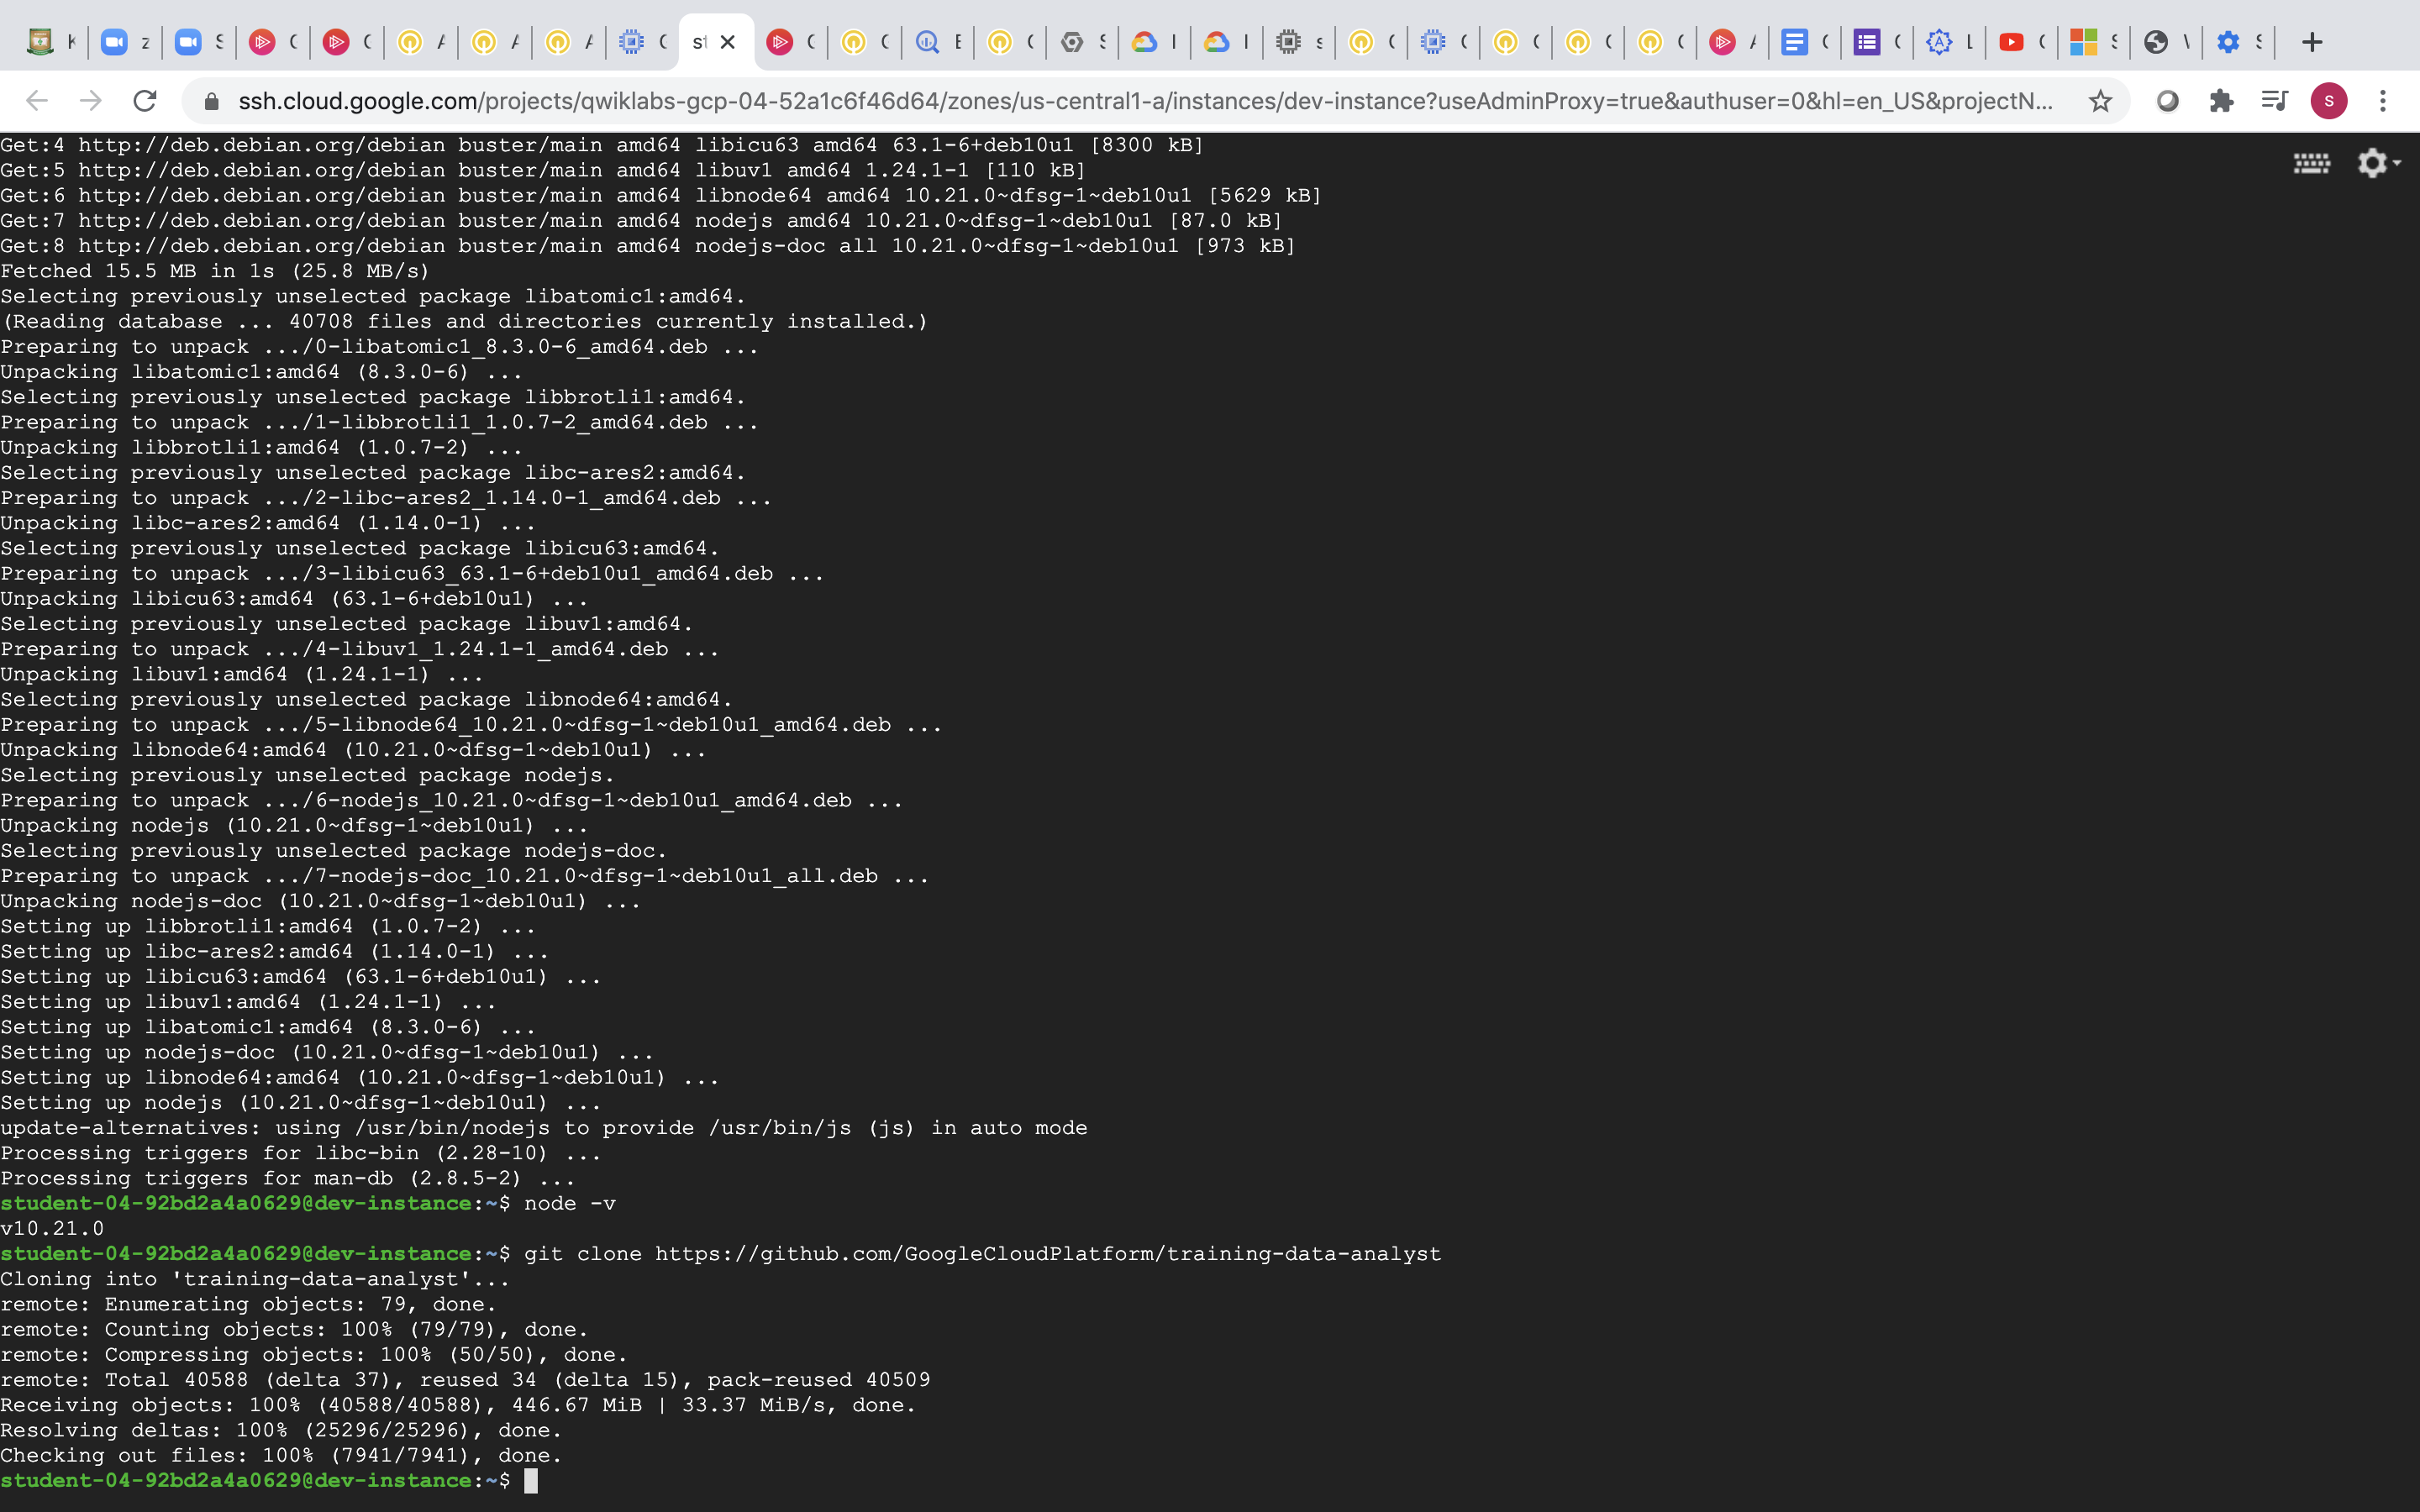 K
z
S
st
ssh.cloud.google.com/projects/qwiklabs-gcp-04-52a1c6f46d64/zones/us-central1-a/instances/dev-instance?useAdminProxy=true&authuser=0&hl=en_US&projectN...
S
Get:4 http://deb.debian.org/debian buster/main amd64 libicu63 amd64 63.1-6+deb10u1 [8300 kB]
Get:5 http://deb.debian.org/debian buster/main amd64 libuv1 amd64 1.24.1-1 [110 kB]
Get:6 http://deb.debian.org/debian buster/main amd64 libnode64 amd64 10.21.0~dfsg-1~deb10u1 [5629 kB]
Get:7 http://deb.debian.org/debian buster/main amd64 nodejs amd64 10.21.0~dfsg-1~deb10u1 [87.0 kB]
Get:8 http://deb.debian.org/debian buster/main amd64 nodejs-doc all 10.21.0~dfsg-1~deb10u1 [973 kB]
Fetched 15.5 MB in 1s (25.8 MB/s)
Selecting previously unselected package libatomic1:amd64.
(Reading database ... 40708 files and directories currently installed.)
Preparing to unpack .../0-libatomic1_8.3.0-6_amd64.deb ...
Unpacking libatomic1:amd64 (8.3.0-6) ...
Selecting previously unselected package libbrotli1:amd64.
Preparing to unpack .../1-libbrotli1_1.0.7-2_amd64.deb ...
Unpacking libbrotli1:amd64 (1.0.7-2) ...
Selecting previously unselected package libc-ares2:amd64.
Preparing to unpack .../2-libc-ares2_1.14.0-1_amd64.deb ...
Unpacking libc-ares2:amd64 (1.14.0-1) ...
Selecting previously unselected package libicu63:amd64.
Preparing to unpack .../3-libicu63_63.1-6+deb10u1_amd64.deb ...
Unpacking libicu63:amd64 (63.1-6+deb10u1) ...
Selecting previously unselected package libuv1:amd64.
Preparing to unpack .../4-libuv1_1.24.1-1_amd64.deb ...
Unpacking libuv1:amd64 (1.24.1-1) ...
Selecting previously unselected package libnode64:amd64.
Preparing to unpack .../5-libnode64_10.21.0~dfsg-1~deb10u1_amd64.deb ...
Unpacking libnode64:amd64 (10.21.0~dfsg-1~deb10u1) ...
Selecting previously unselected package nodejs.
Preparing to unpack .../6-nodejs_10.21.0~dfsg-1~deb10u1_amd64.deb ...
Unpacking nodejs (10.21.0~dfsg-1~deb10u1) ...
Selecting previously unselected package nodejs-doc.
Preparing to unpack .../7-nodejs-doc_10.21.0~dfsg-1~deb10u1_all.deb ...
Unpacking nodejs-doc (10.21.0~dfsg-1~deb10u1) ...
Setting up libbrotli1:amd64 (1.0.7-2) ...
Setting up libc-ares2:amd64 (1.14.0-1) ...
Setting up libicu63:amd64 (63.1-6+deb10u1) ...
Setting up libuv1:amd64 (1.24.1-1) ...
Setting up libatomic1:amd64 (8.3.0-6) ...
Setting up nodejs-doc (10.21.0~dfsg-1~deb10u1) ...
Setting up libnode64:amd64 (10.21.0~dfsg-1~deb10u1) ...
Setting up nodejs (10.21.0~dfsg-1~deb10u1) ...
update-alternatives: using /usr/bin/nodejs to provide /usr/bin/js (js) in auto mode
Processing triggers for libc-bin (2.28-10) ...
Processing triggers for man-db (2.8.5-2) ...
student-04-92bd2a4a0629@dev-instance:~$ node -v
v10.21.0
student-04-92bd2a4a0629@dev-instance:~$ git clone https://github.com/GoogleCloudPlatform/training-data-analyst
Cloning into 'training-data-analyst'...
remote: Enumerating objects: 79, done.
remote: Counting objects: 100% (79/79), done.
remote: Compressing objects: 100% (50/50), done.
remote: Total 40588 (delta 37), reused 34 (delta 15), pack-reused 40509
Receiving objects: 100% (40588/40588), 446.67 MiB | 33.37 MiB/s, done.
Resolving deltas: 100% (25296/25296), done.
Checking out files: 100% (7941/7941), done.
student-04-92bd2a4a0629@dev-instance:~$